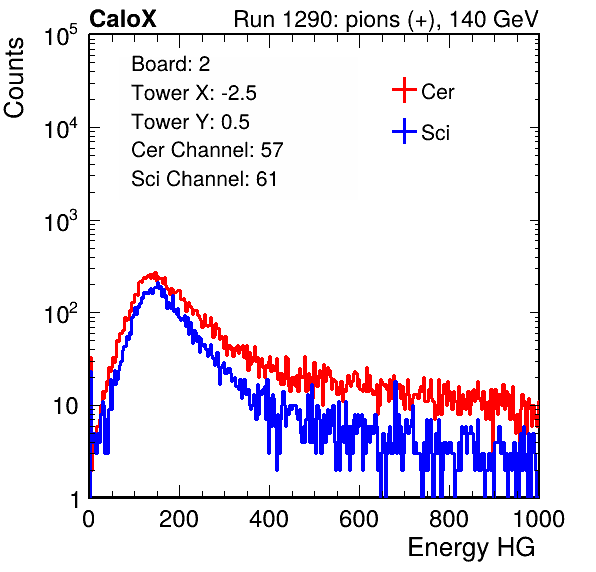 CaloX Run 1290: pions (+), 140 GeV
Counts
Board: 2
Tower X: -2.5
Tower Y: 0.5
Cer Channel: 57
Sci Channel: 61
Cer
Sci
10^5
10^4
10^3
10^2
10
1
0 200 400 600 800 1000
Energy HG